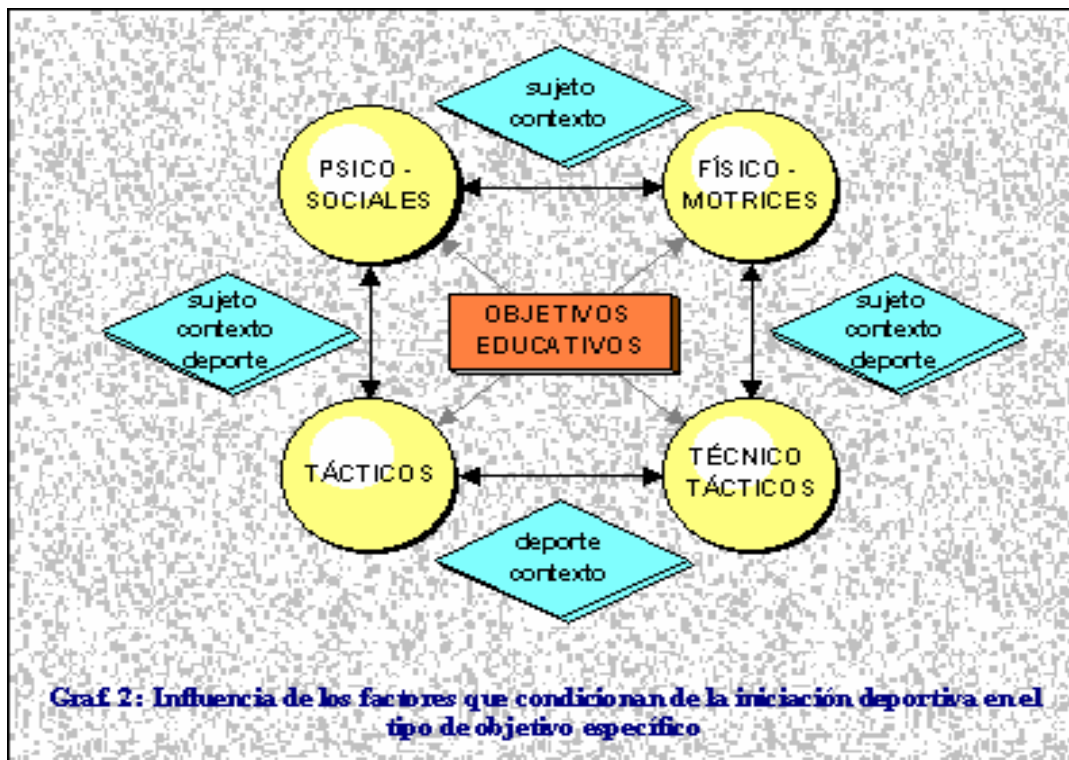 sujeto
contexto
PSICO -
SOCIALES
FÍSICO -
MOTRICES
sujeto
contexto
deporte
OBJETIVOS
EDUCATIVOS
sujeto
contexto
deporte
TÁCTICOS
TÉCNICO
TÁCTICOS
deporte
contexto
Graf. 2: Influencia de los factores que condicionan de la iniciación deportiva en el
tipo de objetivo específico